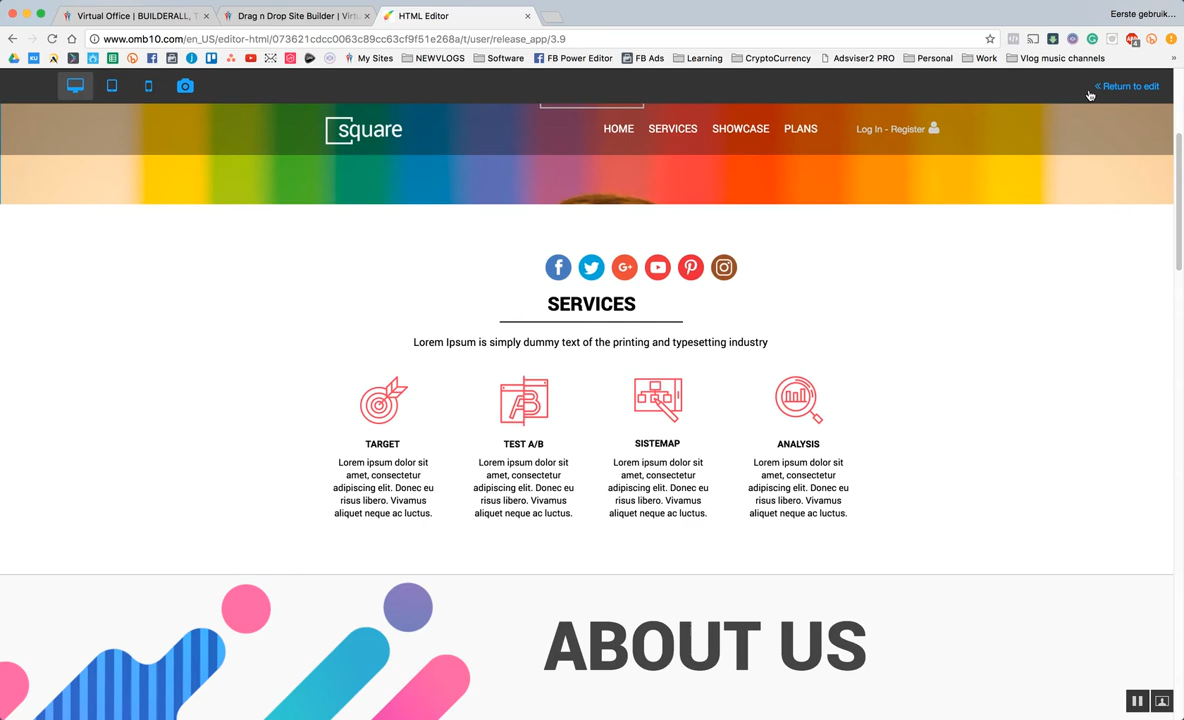 Virtual Office | BUILDERALL, T
Drag n Drop Site Builder | Virtu
HTML Editor
Eerste gebruik...
www.omb10.com/en_US/editor-html/073621cdcc0063c89cc63cf9f51e268a/t/user/release_app/3.9
My Sites
NEWVLOGS
Software
FB Power Editor
FB Ads
Learning
CryptoCurrency
Adsviser2 PRO
Personal
Work
Vlog music channels
»
« Return to edit
square
HOME
SERVICES
SHOWCASE
PLANS
Log In - Register
SERVICES
Lorem Ipsum is simply dummy text of the printing and typesetting industry
TARGET
Lorem ipsum dolor sit
amet, consectetur
adipiscing elit. Donec eu
risus libero. Vivamus
aliquet neque ac luctus.
TEST A/B
Lorem ipsum dolor sit
amet, consectetur
adipiscing elit. Donec eu
risus libero. Vivamus
aliquet neque ac luctus.
SISTEMAP
Lorem ipsum dolor sit
amet, consectetur
adipiscing elit. Donec eu
risus libero. Vivamus
aliquet neque ac luctus.
ANALYSIS
Lorem ipsum dolor sit
amet, consectetur
adipiscing elit. Donec eu
risus libero. Vivamus
aliquet neque ac luctus.
ABOUT US